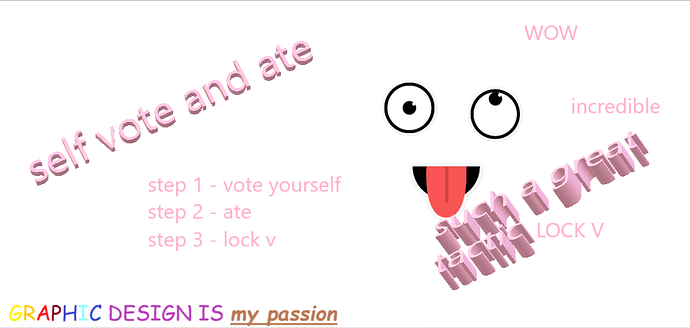 WOW
self vote and ate
incredible
such a great
tactic
step 1 - vote yourself
step 2 - ate
step 3 - lock v
LOCK V
GRAPHIC DESIGN IS my passion